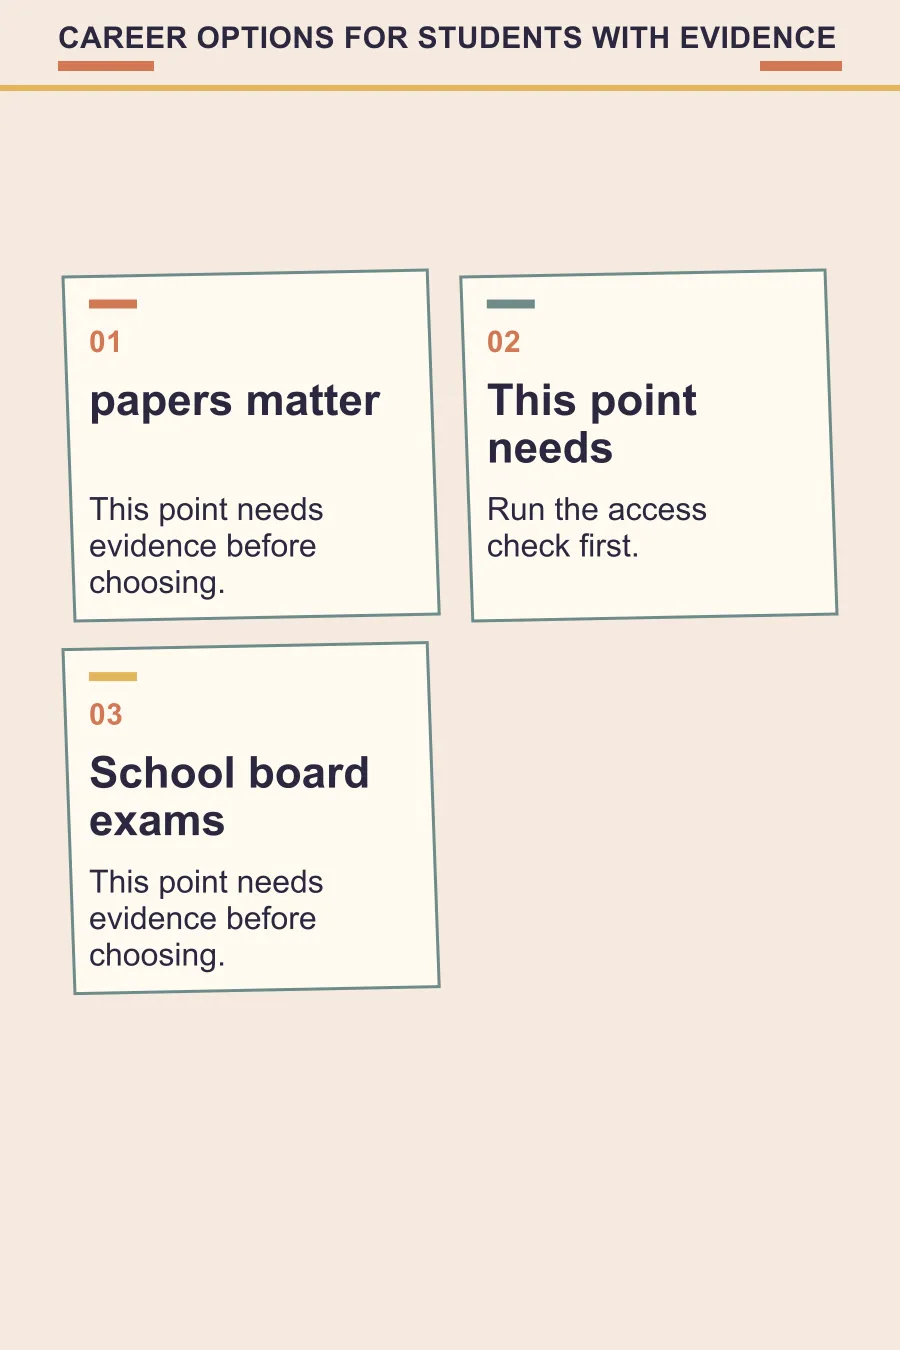 CAREER OPTIONS FOR STUDENTS WITH EVIDENCE
01
papers matter
This point needs
evidence before
choosing.
02
This point
needs
Run the access
check first.
03
School board
exams
This point needs
evidence before
choosing.